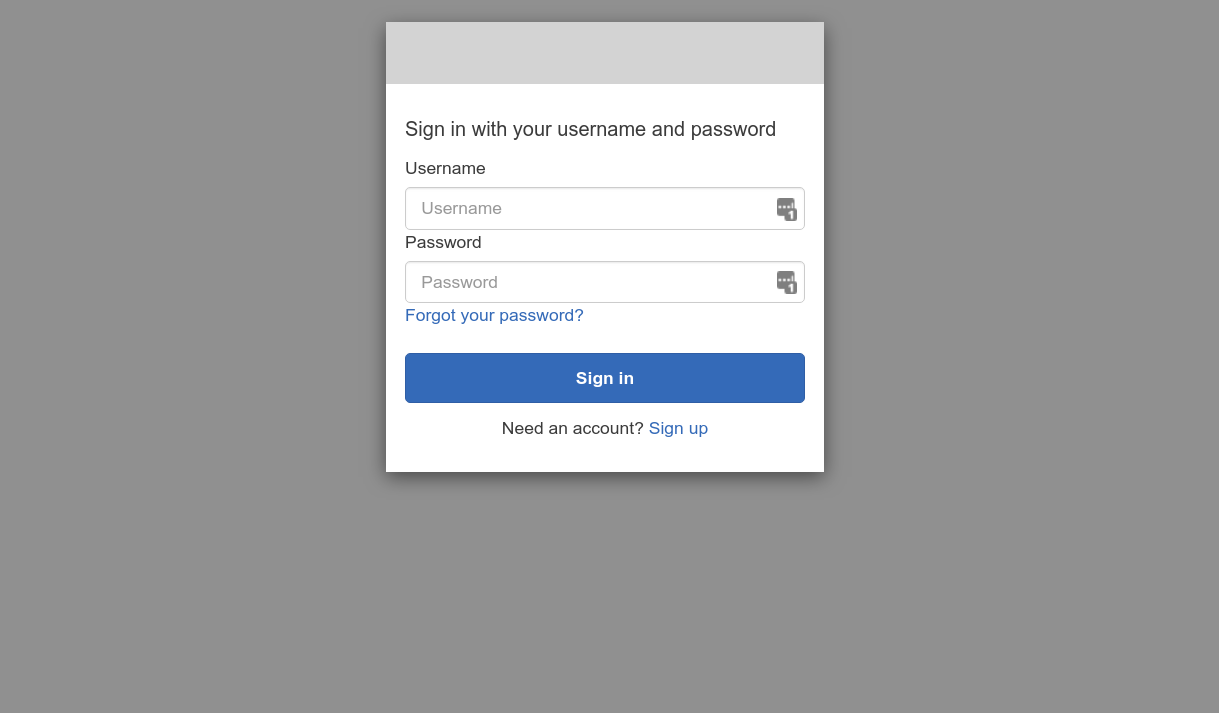 Sign in with your username and password
Username
Username
Password
Password
Forgot your password?
Sign in
Need an account? Sign up